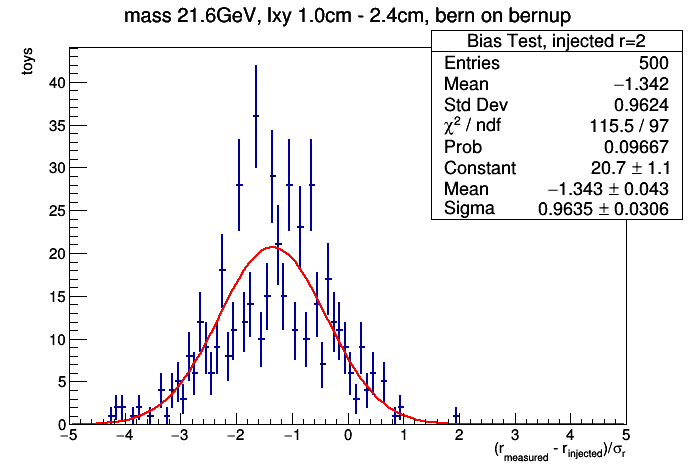 mass 21.6GeV, lxy 1.0cm - 2.4cm, bern on bernup
Bias Test, injected r=2
Entries 500
Mean −1.342
Std Dev 0.9624
χ² / ndf 115.5 / 97
Prob 0.09667
Constant 20.7 ± 1.1
Mean −1.343 ± 0.043
Sigma 0.9635 ± 0.0306
toys
40
35
30
25
20
15
10
5
0
−5 −4 −3 −2 −1 0 1 2 3 4 5
(r_measured - r_injected)/σ_r